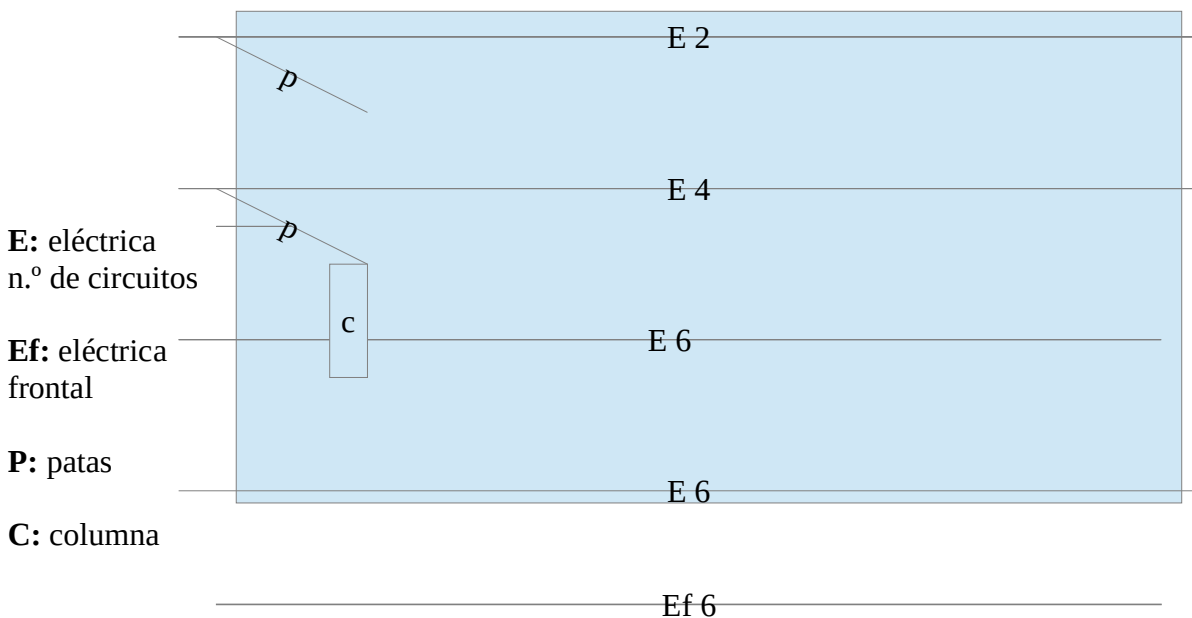 E 2
p
E 4
p
E: eléctrica
n.º de circuitos
c
E 6
Ef: eléctrica
frontal
P: patas
E 6
C: columna
Ef 6